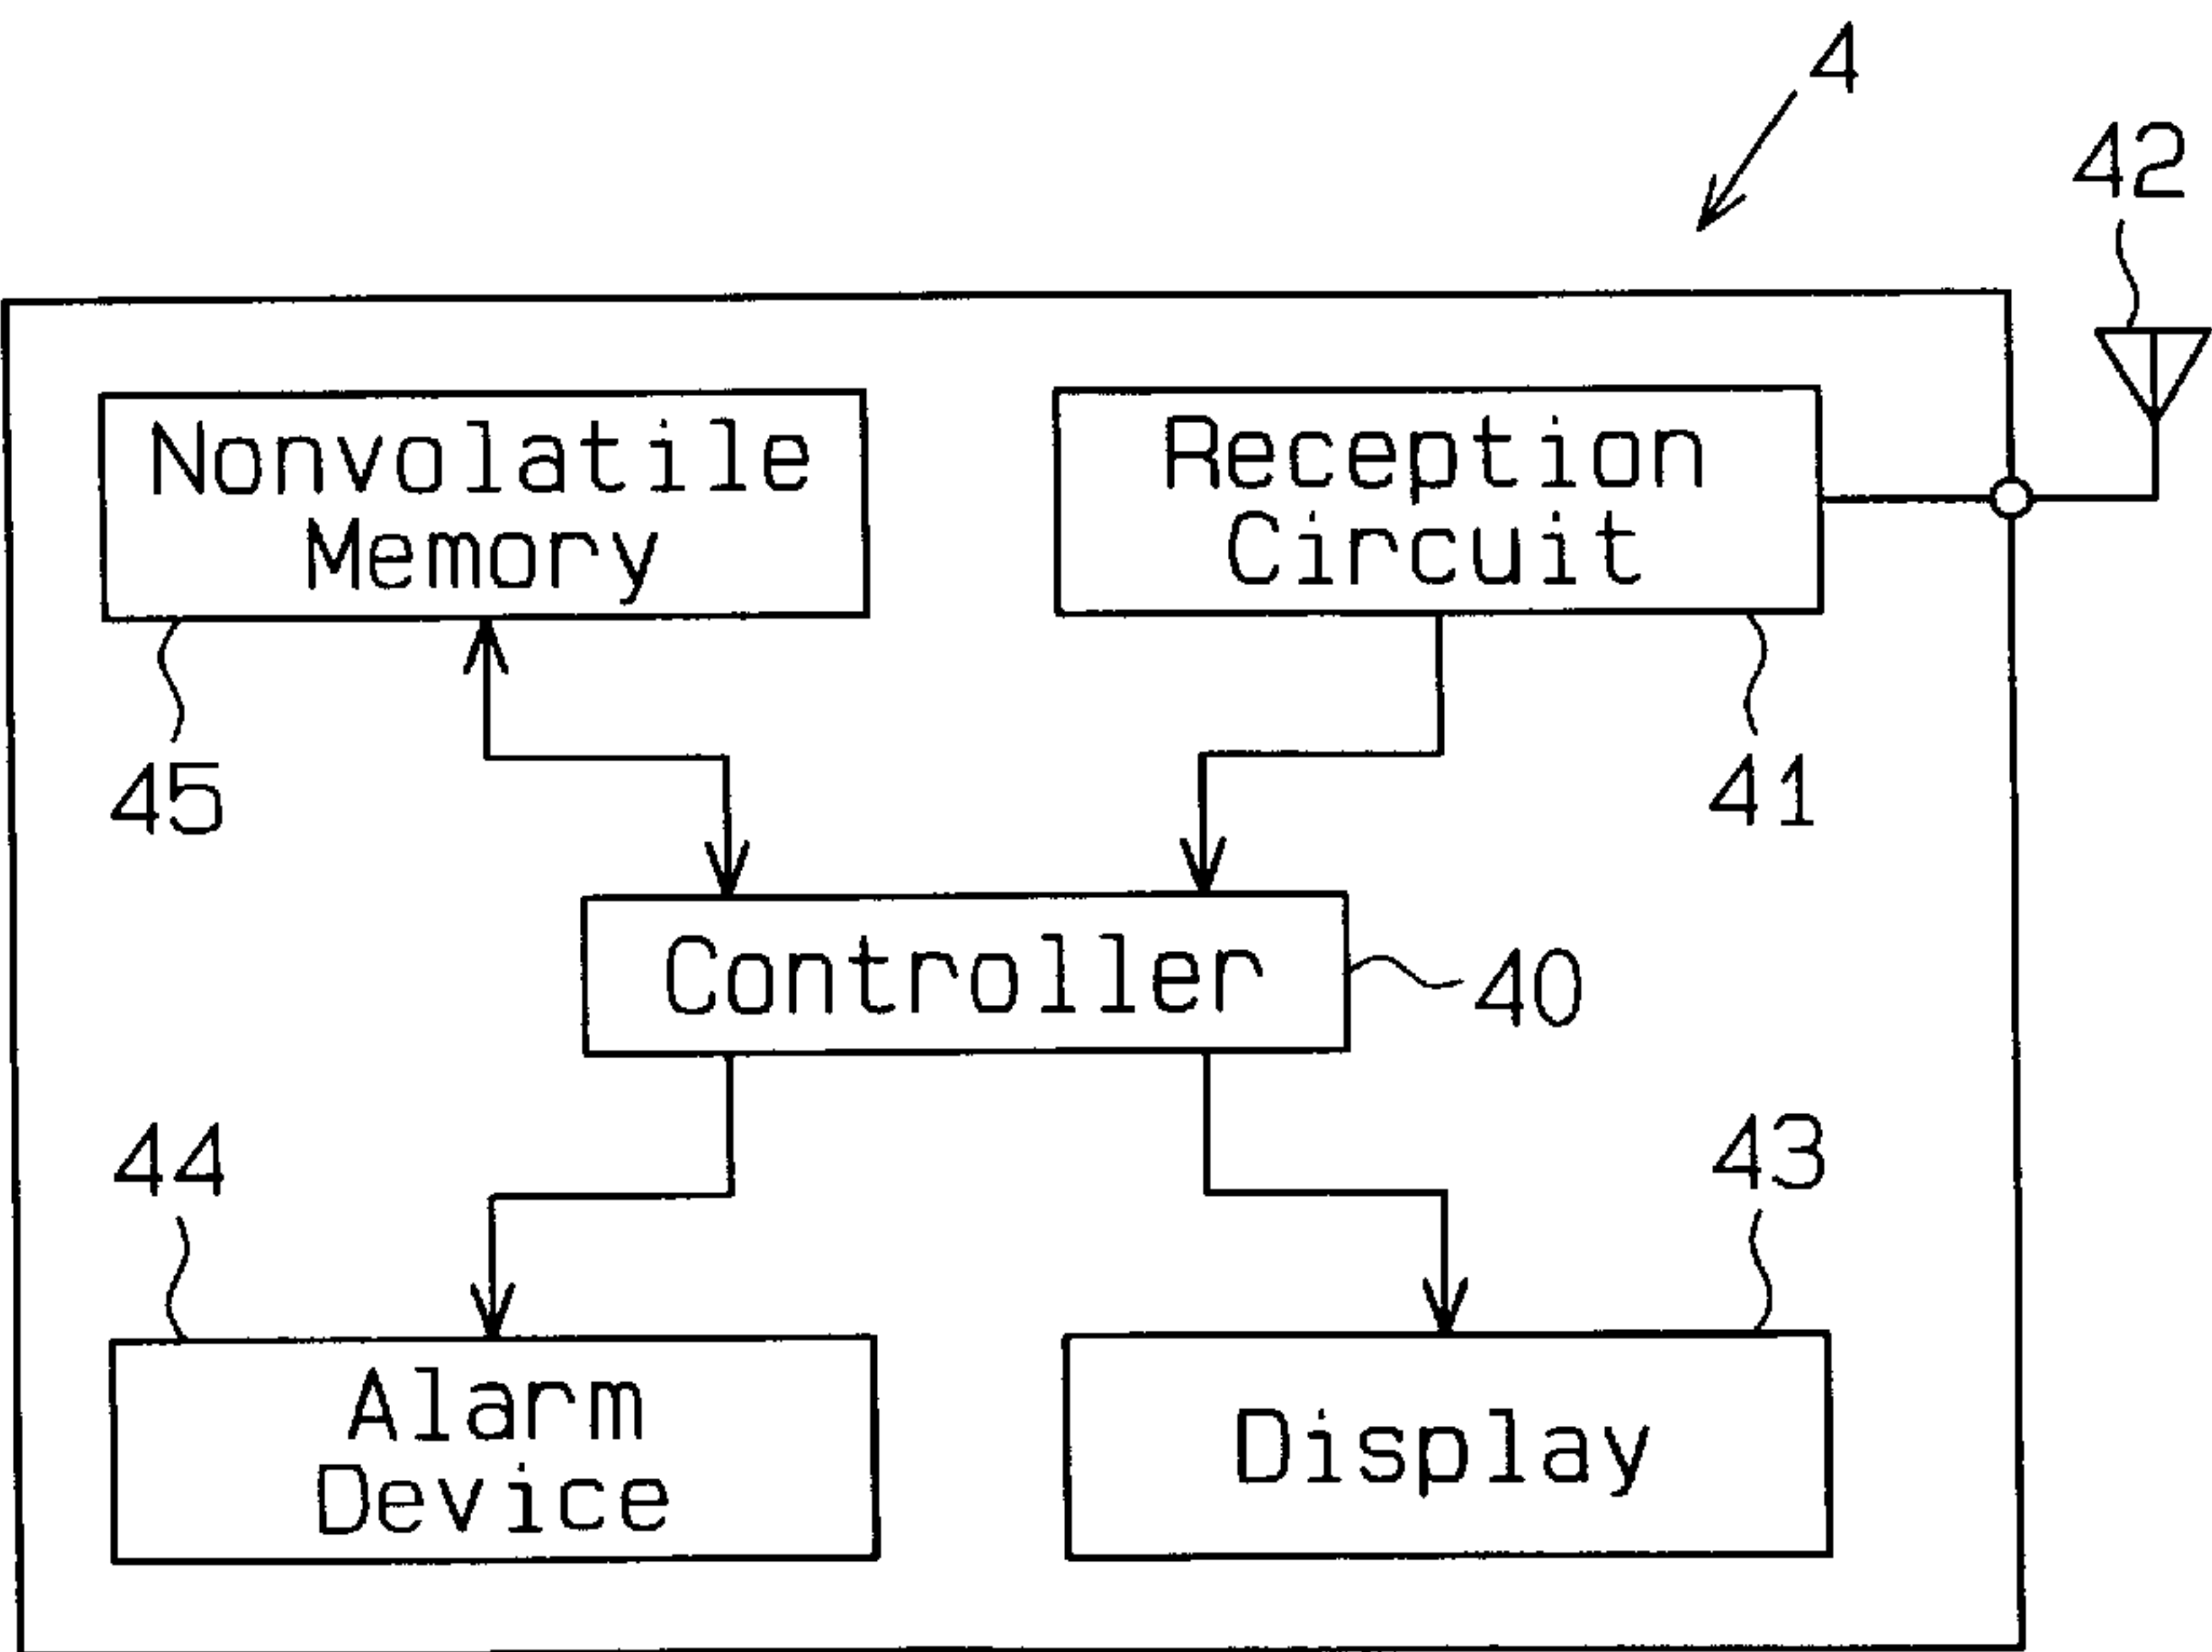 4
42
Nonvolatile
Memory
Reception
Circuit
45
41
Controller
40
44
43
Alarm
Device
Display